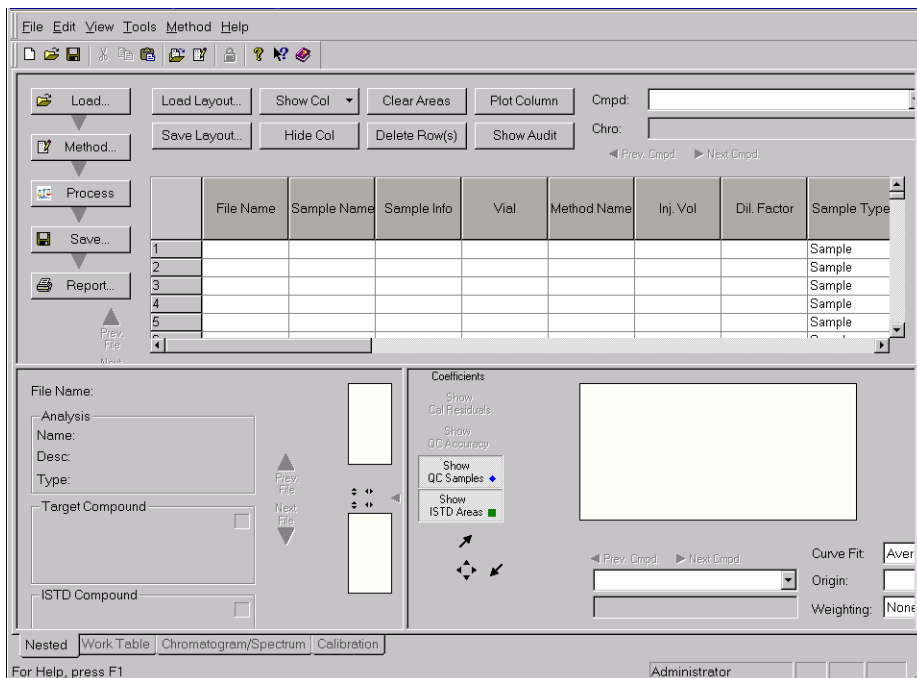 File Edit View Tools Method Help
Load... Load Layout... Show Col Clear Areas Plot Column Cmpd:
Method... Save Layout... Hide Col Delete Row(s) Show Audit Chro:
Prev. Cmpd. Next Cmpd.
Process
File Name Sample Name Sample Info Vial Method Name Inj. Vol Dil. Factor Sample Type
Save...
1 Sample
2 Sample
Report...
3 Sample
4 Sample
5 Sample
Prev.
File
Next
File Name:
Analysis
Name:
Desc:
Type:
Prev.
File
Next
File
Target Compound
ISTD Compound
Coefficients
Show
Cal Residuals
Show
QC Accuracy
Show
QC Samples
Show
ISTD Areas
Prev. Cmpd. Next Cmpd.
Curve Fit: Aver
Origin:
Weighting: None
Nested Work Table Chromatogram/Spectrum Calibration
For Help, press F1 Administrator